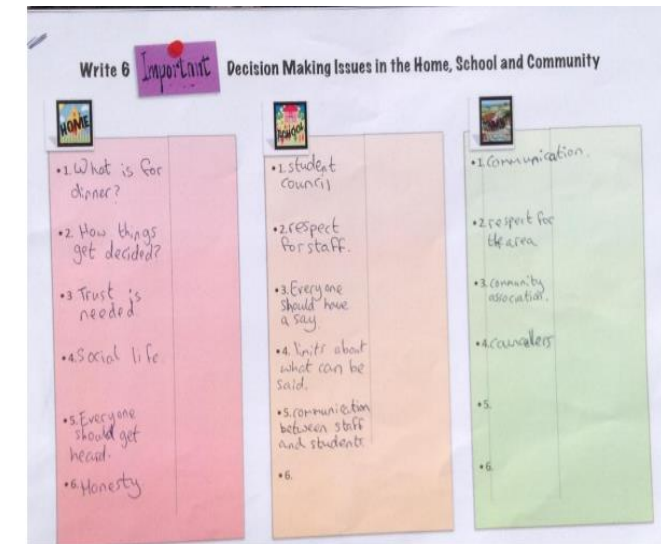 Write 6 Important Decision Making Issues in the Home, School and Community
HOME
•1. What is for
dinner?
•2. How things
get decided?
•3 Trust is
needed
•4. Social life
•5. Everyone
should get
heard.
•6. Honesty
SCHOOL
•1. student
council
•2. respect
for staff.
•3. Everyone
should have
a say
•4. limits about
what can be
said.
•5. communication
between staff
and students
•6.
•1. Communication.
•2. respect for
the area
•3. community
association.
•4. councellers
•5.
•6.